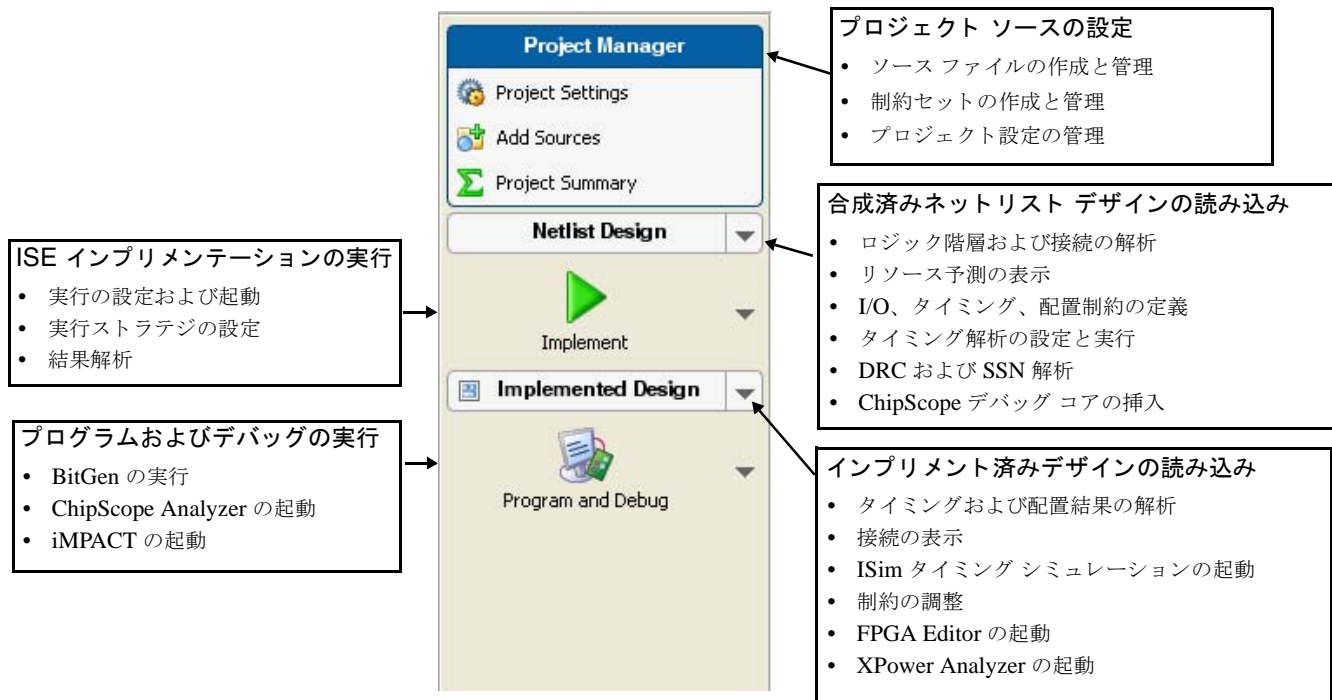 Project Manager
Project Settings
Add Sources
Project Summary
Netlist Design
Implement
Implemented Design
Program and Debug
プロジェクト ソースの設定
• ソース ファイルの作成と管理
• 制約セットの作成と管理
• プロジェクト設定の管理
合成済みネットリスト デザインの読み込み
• ロジック階層および接続の解析
• リソース予測の表示
• I/O、タイミング、配置制約の定義
• タイミング解析の設定と実行
• DRC および SSN 解析
• ChipScope デバッグ コアの挿入
ISE インプリメンテーションの実行
• 実行の設定および起動
• 実行ストラテジの設定
• 結果解析
インプリメント済みデザインの読み込み
• タイミングおよび配置結果の解析
• 接続の表示
• ISim タイミング シミュレーションの起動
• 制約の調整
• FPGA Editor の起動
• XPower Analyzer の起動
プログラムおよびデバッグの実行
• BitGen の実行
• ChipScope Analyzer の起動
• iMPACT の起動